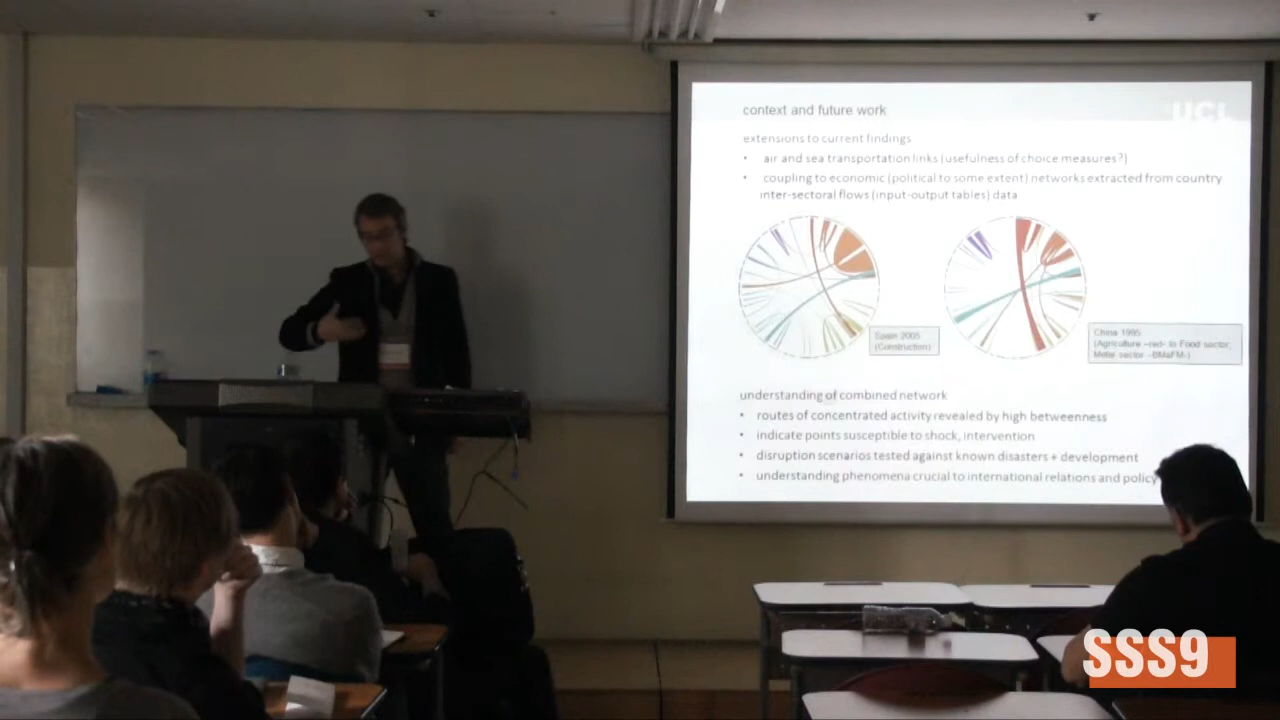 context and future work
UCL
extensions to current findings
• air and sea transportation links (usefulness of choice measures?)
• coupling to economic (political to some extent) networks extracted from country
inter-sectoral flows (input-output tables) data
Spain 2005
(Construction)
China 1995
(Agriculture –red- to Food sector,
Metal sector –BMaFM-)
understanding of combined network
• routes of concentrated activity revealed by high betweenness
• indicate points susceptible to shock, intervention
• disruption scenarios tested against known disasters + development
• understanding phenomena crucial to international relations and policy
SSS9